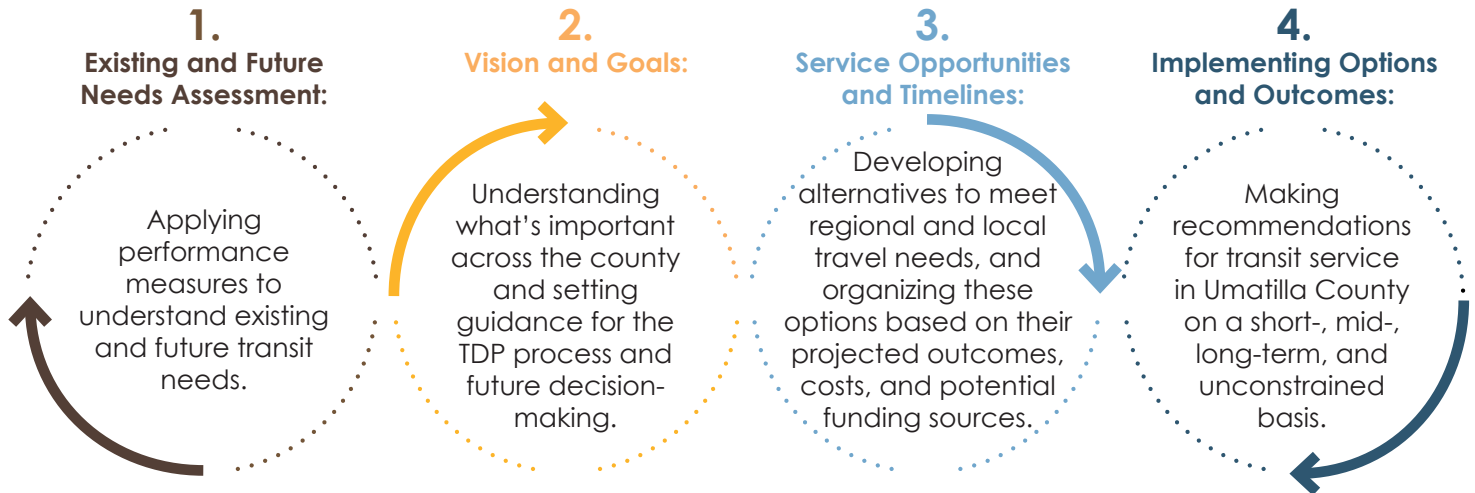 1.
Existing and Future
Needs Assessment:
Applying
performance
measures to
understand existing
and future transit
needs.
2.
Vision and Goals:
Understanding
what's important
across the county
and setting
guidance for the
TDP process and
future decision-
making.
3.
Service Opportunities
and Timelines:
Developing
alternatives to meet
regional and local
travel needs, and
organizing these
options based on their
projected outcomes,
costs, and potential
funding sources.
4.
Implementing Options
and Outcomes:
Making
recommendations
for transit service
in Umatilla County
on a short-, mid-,
long-term, and
unconstrained
basis.